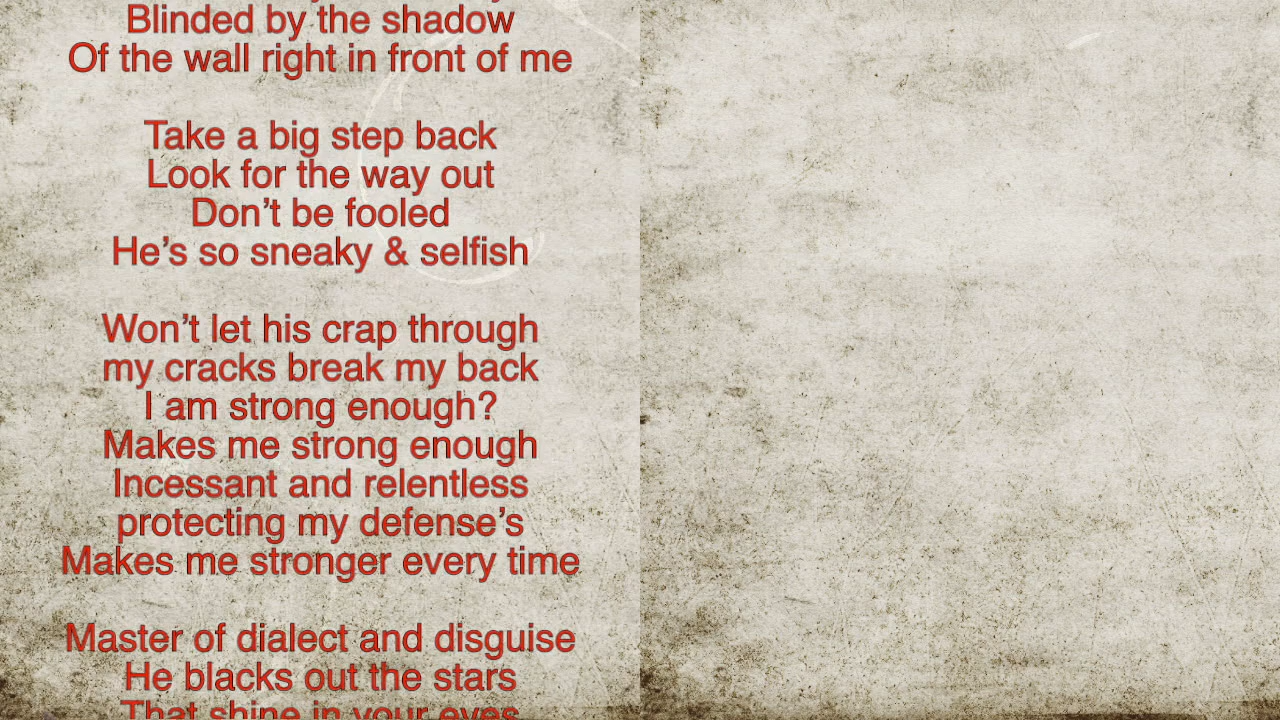 Blinded by the shadow
Of the wall right in front of me
Take a big step back
Look for the way out
Don’t be fooled
He’s so sneaky & selfish
Won’t let his crap through
my cracks break my back
I am strong enough?
Makes me strong enough
Incessant and relentless
protecting my defense’s
Makes me stronger every time
Master of dialect and disguise
He blacks out the stars
That shine in your eyes